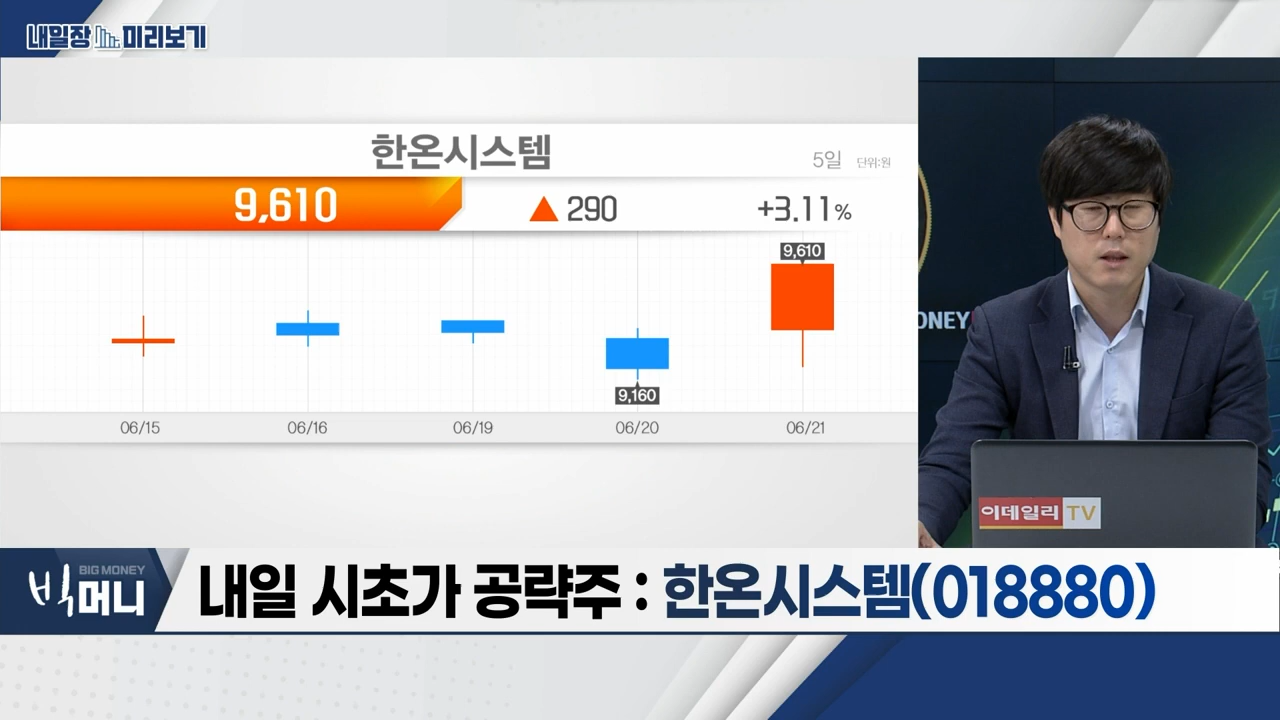 내일장 미리보기
한온시스템
5일 단위:원
9,610 ▲ 290 +3.11%
9,610
9,160
06/15 06/16 06/19 06/20 06/21
ONEY
이데일리 TV
BIG MONEY
빅머니
내일 시초가 공략주 : 한온시스템(018880)